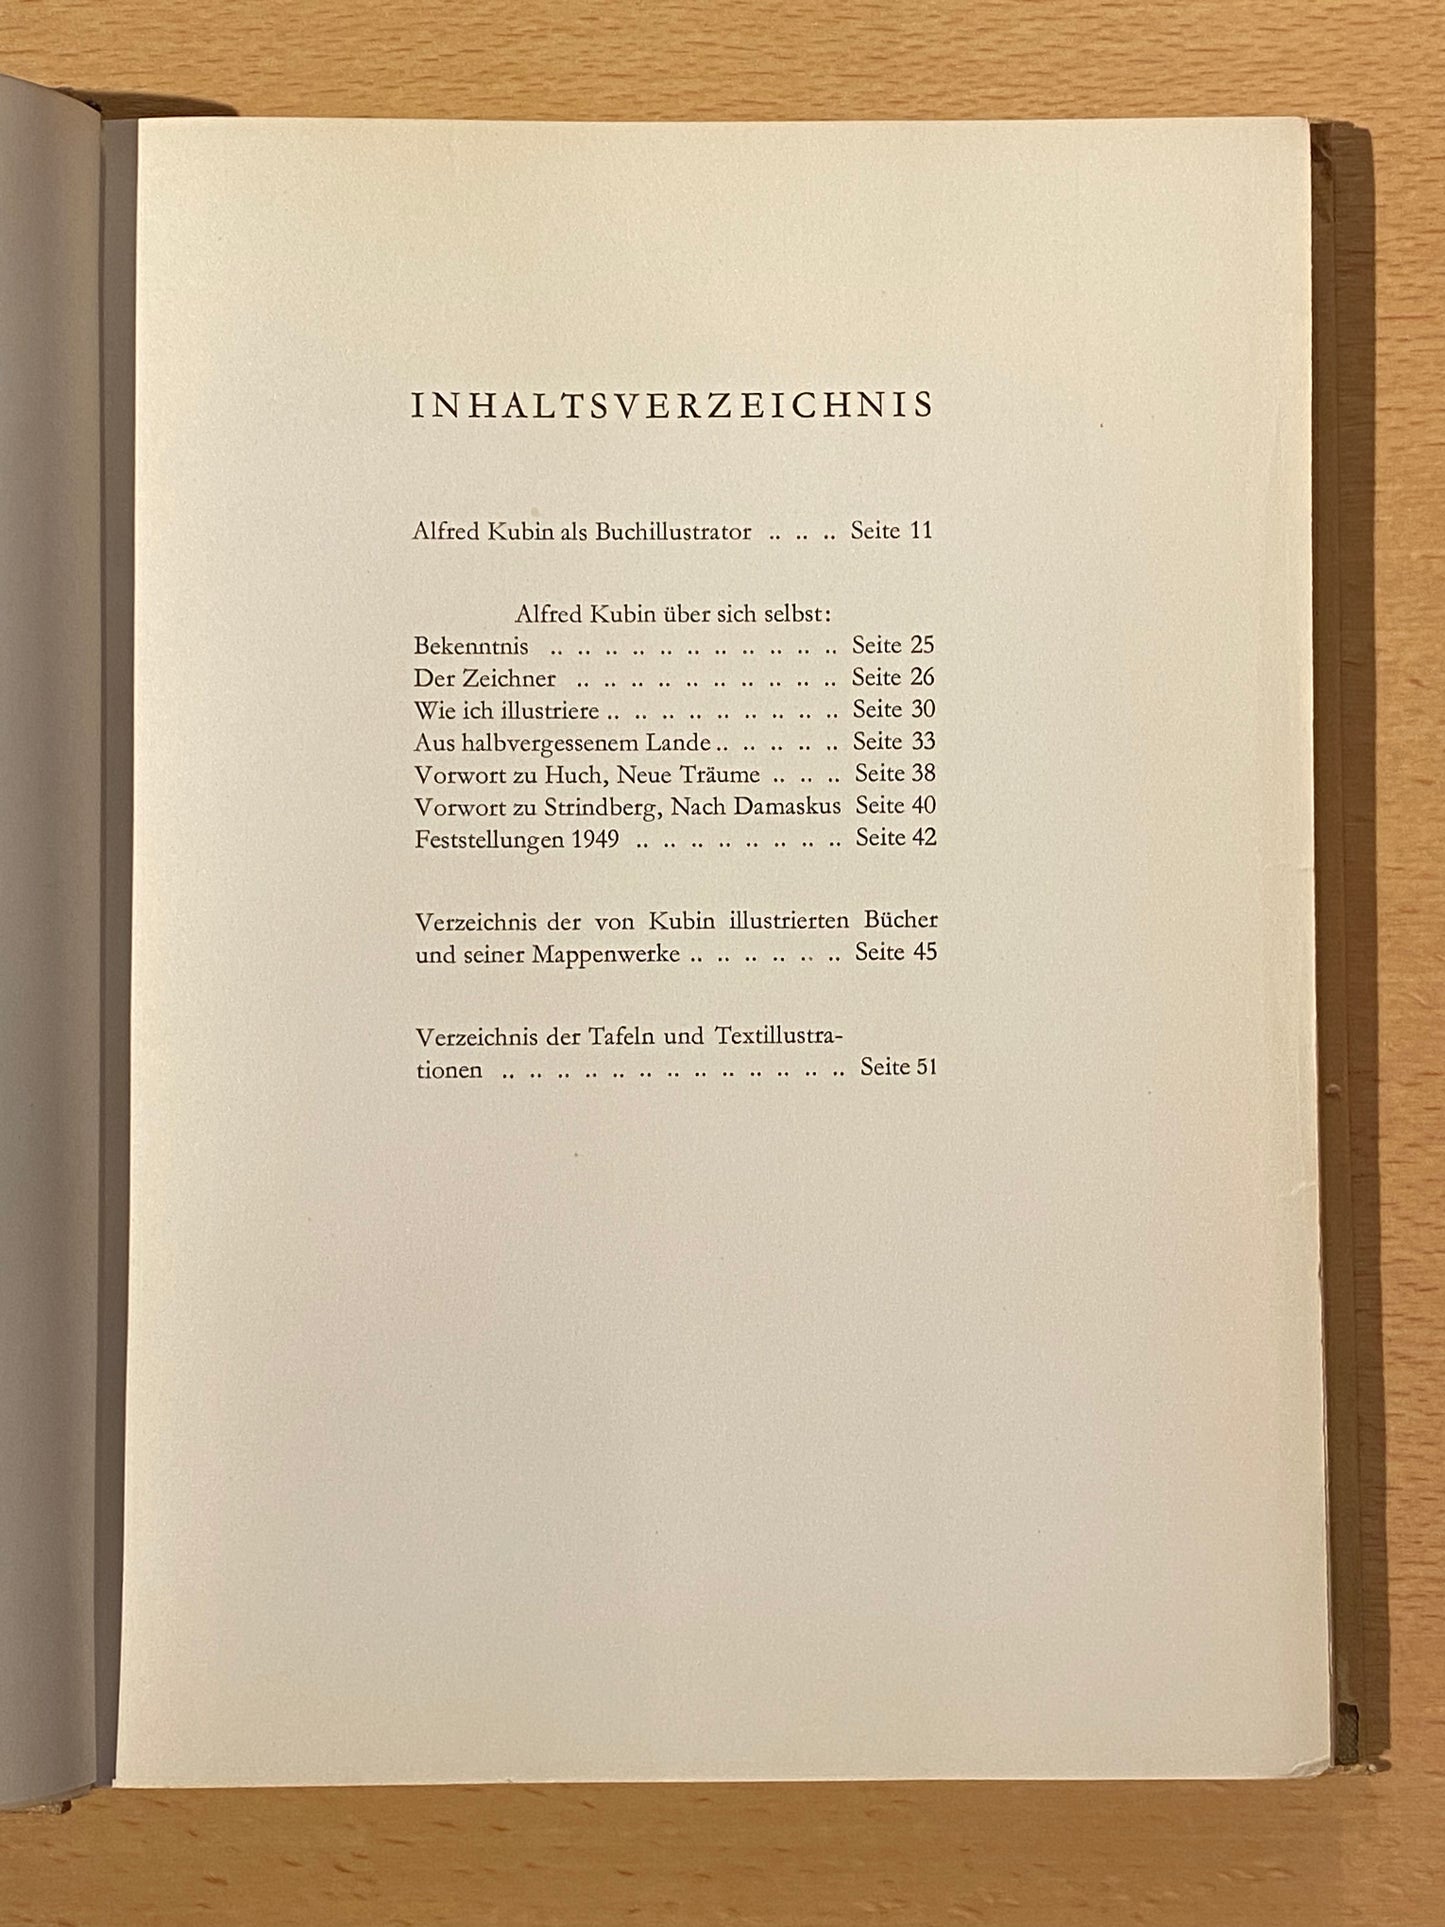 INHALTSVERZEICHNIS
Alfred Kubin als Buchillustrator .. .. .. Seite 11
Alfred Kubin über sich selbst:
Bekenntnis .. .. .. .. .. .. .. .. .. .. .. Seite 25
Der Zeichner .. .. .. .. .. .. .. .. .. .. Seite 26
Wie ich illustriere .. .. .. .. .. .. .. .. .. Seite 30
Aus halbvergessenem Lande .. .. .. .. .. Seite 33
Vorwort zu Huch, Neue Träume .. .. .. Seite 38
Vorwort zu Strindberg, Nach Damaskus Seite 40
Feststellungen 1949 .. .. .. .. .. .. .. .. Seite 42
Verzeichnis der von Kubin illustrierten Bücher
und seiner Mappenwerke .. .. .. .. .. .. Seite 45
Verzeichnis der Tafeln und Textillustra-
tionen .. .. .. .. .. .. .. .. .. .. .. .. .. Seite 51